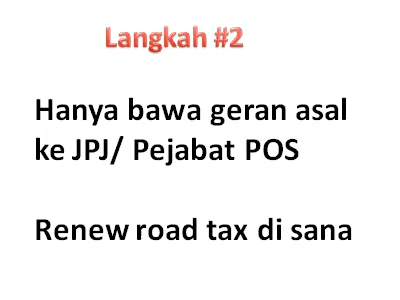 Langkah #2
Hanya bawa geran asal
ke JPJ/ Pejabat POS
Renew road tax di sana